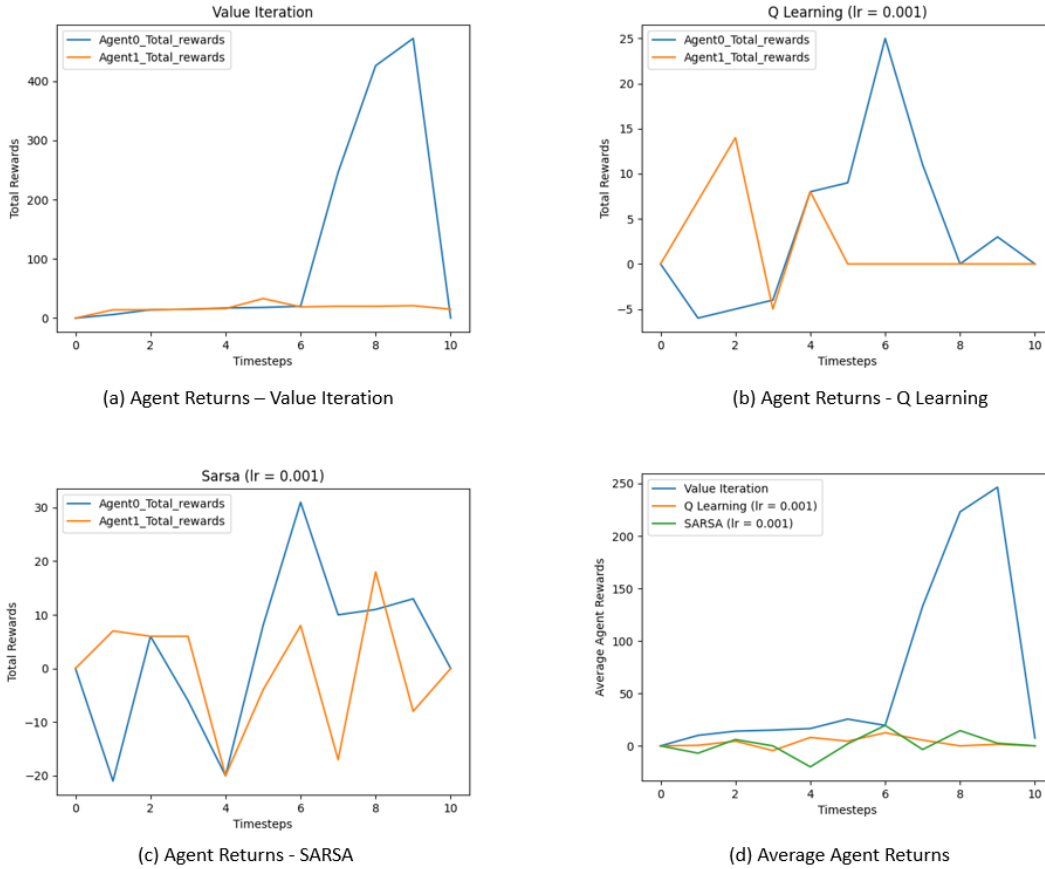 Value Iteration
Agent0_Total_rewards
Agent1_Total_rewards
Total Rewards
400
300
200
100
0
0 2 4 6 8 10
Timesteps
(a) Agent Returns – Value Iteration
Q Learning (lr = 0.001)
Agent0_Total_rewards
Agent1_Total_rewards
Total Rewards
25
20
15
10
5
0
−5
0 2 4 6 8 10
Timesteps
(b) Agent Returns - Q Learning
Sarsa (lr = 0.001)
Agent0_Total_rewards
Agent1_Total_rewards
Total Rewards
30
20
10
0
−10
−20
0 2 4 6 8 10
Timesteps
(c) Agent Returns - SARSA
Value Iteration
Q Learning (lr = 0.001)
SARSA (lr = 0.001)
Average Agent Rewards
250
200
150
100
50
0
0 2 4 6 8 10
Timesteps
(d) Average Agent Returns